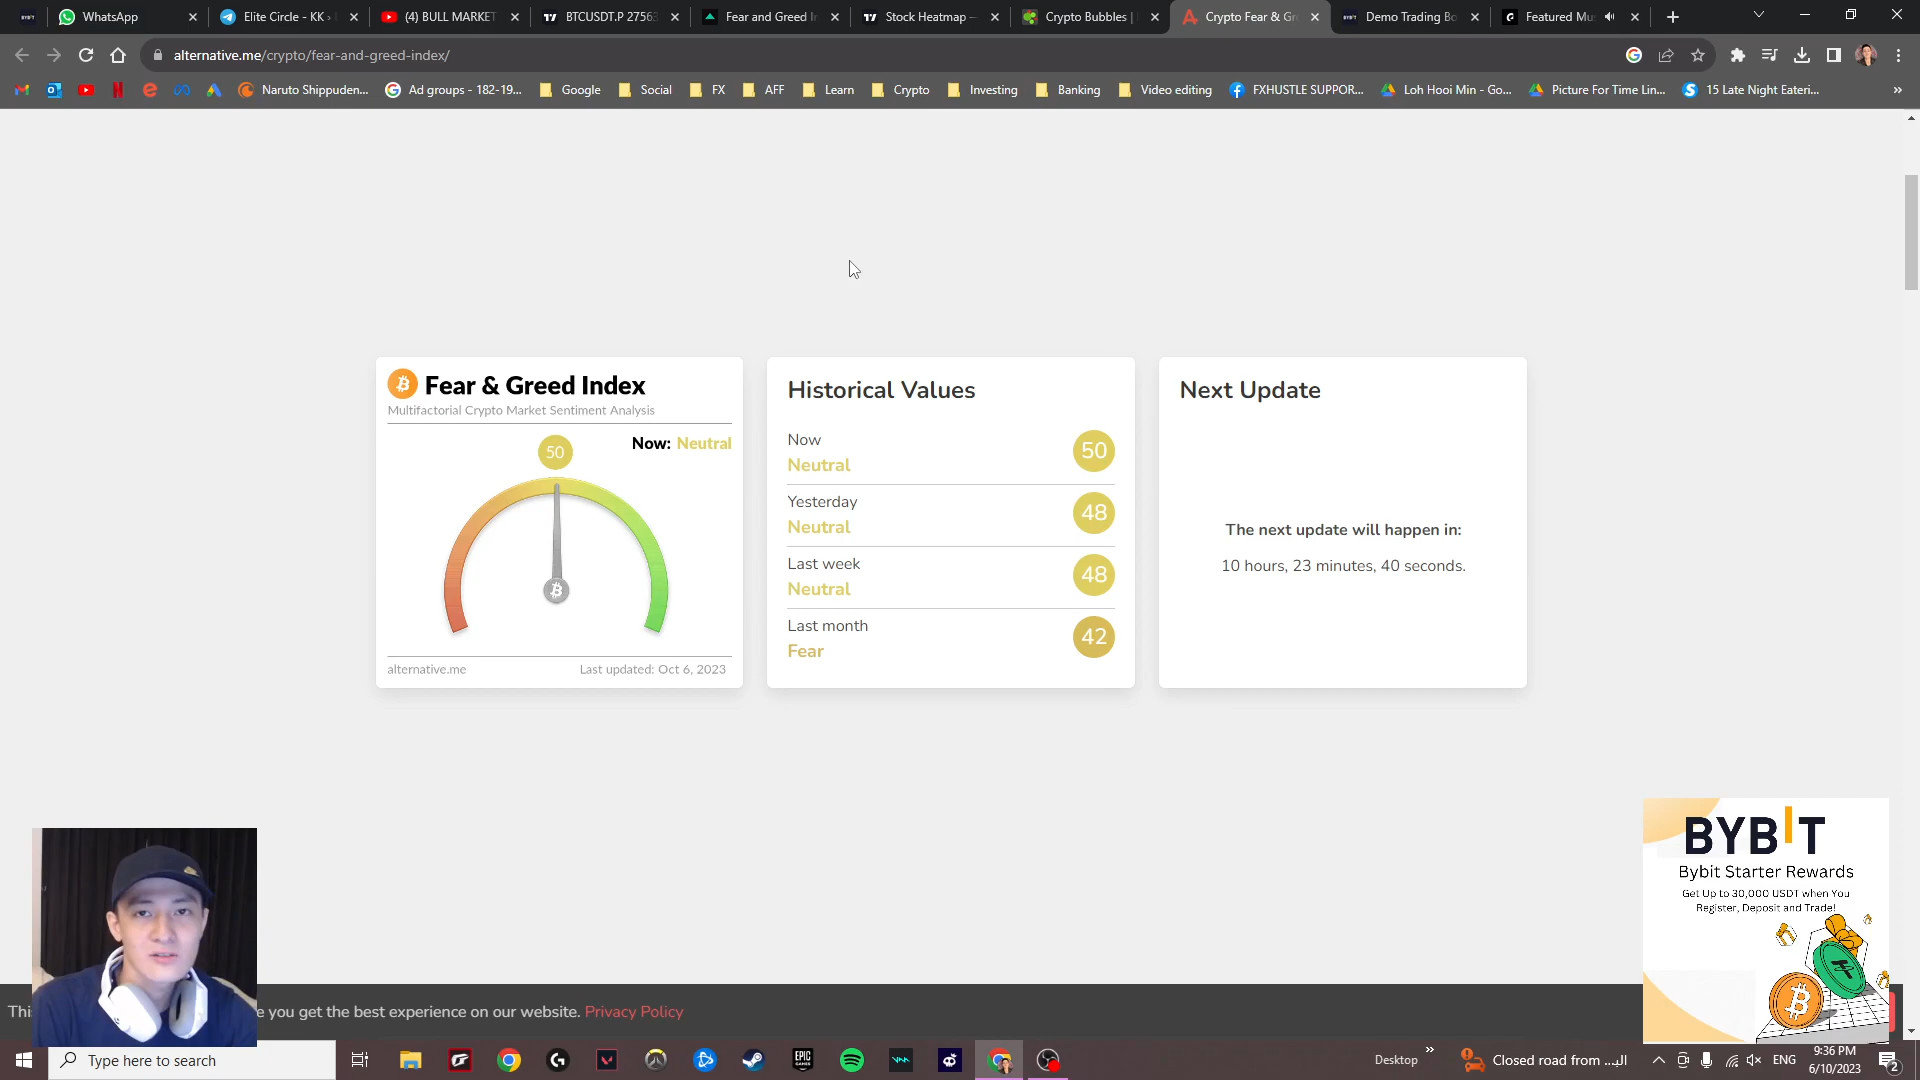 WhatsApp
Elite Circle - KK ›
(4) BULL MARKET
BTCUSDT.P 27563
Fear and Greed I
Stock Heatmap —
Crypto Bubbles |
Crypto Fear & Gr
Demo Trading Bo
Featured Mu
alternative.me/crypto/fear-and-greed-index/
Naruto Shippuden...
Ad groups - 182-19...
Google
Social
FX
AFF
Learn
Crypto
Investing
Banking
Video editing
FXHUSTLE SUPPOR...
Loh Hooi Min - Go...
Picture For Time Lin...
15 Late Night Eateri...
Fear & Greed Index
Multifactorial Crypto Market Sentiment Analysis
Now: Neutral
50
alternative.me
Last updated: Oct 6, 2023
Historical Values
Now
Neutral
50
Yesterday
Neutral
48
Last week
Neutral
48
Last month
Fear
42
Next Update
The next update will happen in:
10 hours, 23 minutes, 40 seconds.
BYBIT
Bybit Starter Rewards
Get Up to 30,000 USDT when You
Register, Deposit and Trade!
e you get the best experience on our website. Privacy Policy
Type here to search
EPIC GAMES
Desktop
Closed road from ...الـ
ENG
9:36 PM
6/10/2023
2